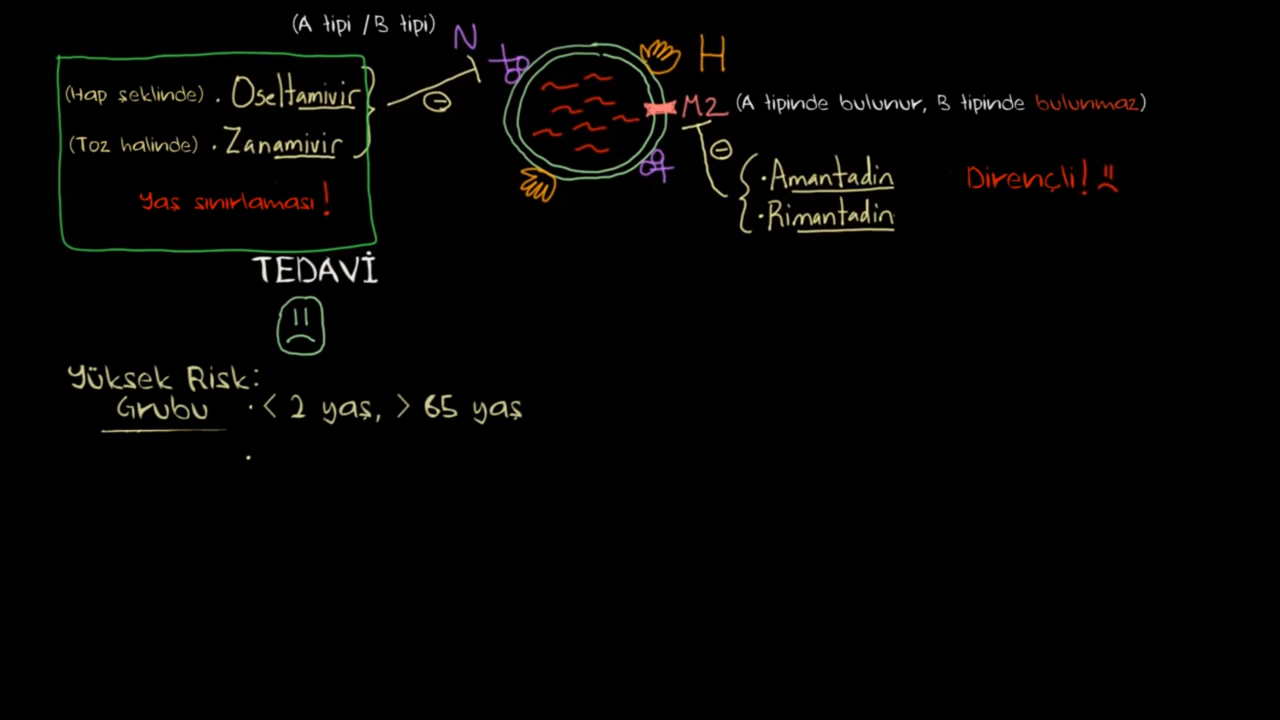 (A tipi / B tipi)
N
H
(Hap şeklinde) . Oseltamivir
(Toz halinde) . Zanamivir
Yaş sınırlaması !
M2 (A tipinde bulunur, B tipinde bulunmaz)
· Amantadin
· Rimantadin
Dirençli! :(
TEDAVİ
Yüksek Risk:
Grubu · < 2 yaş, > 65 yaş